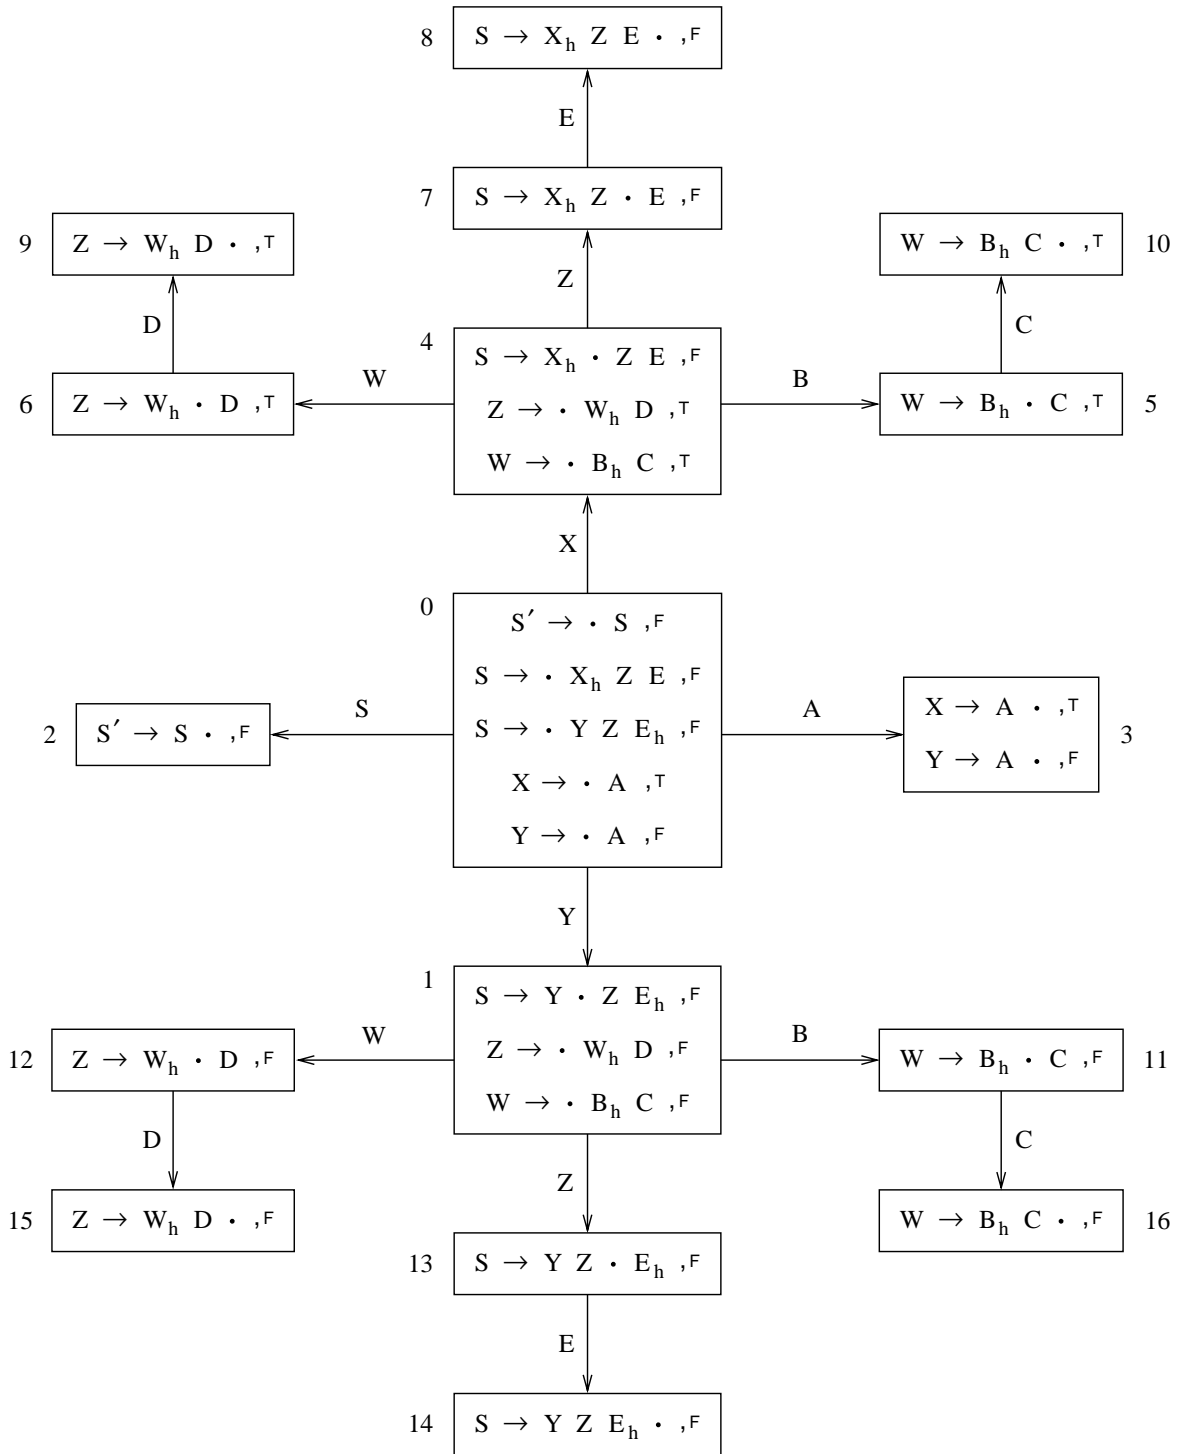 8 S → X_h Z E · ,F
E
7 S → X_h Z · E ,F
9 Z → W_h D · ,T
W → B_h C · ,T 10
Z
D
C
4 S → X_h · Z E ,F
Z → · W_h D ,T
W → · B_h C ,T
W
B
6 Z → W_h · D ,T
W → B_h · C ,T 5
X
0 S′ → · S ,F
S → · X_h Z E ,F
S → · Y Z E_h ,F
X → · A ,T
Y → · A ,F
S
A
2 S′ → S · ,F
X → A · ,T
Y → A · ,F
3
Y
1 S → Y · Z E_h ,F
Z → · W_h D ,F
W → · B_h C ,F
W
B
12 Z → W_h · D ,F
W → B_h · C ,F 11
D
C
Z
15 Z → W_h D · ,F
W → B_h C · ,F 16
13 S → Y Z · E_h ,F
E
14 S → Y Z E_h · ,F